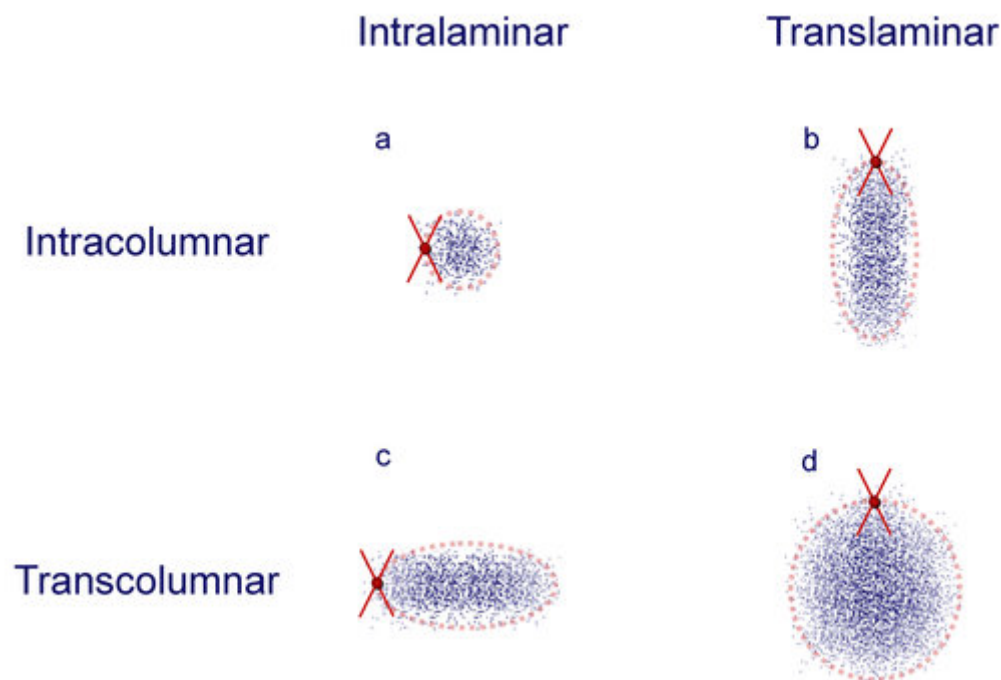 Intralaminar Translaminar
a b
Intracolumnar
c d
Transcolumnar